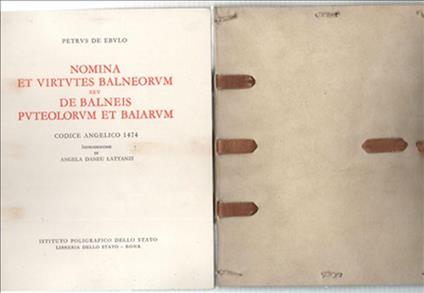 PETRVS DE EBVLO
NOMINA
ET VIRTVTES BALNEORVM
SEV
DE BALNEIS
PVTEOLORVM ET BAIARVM
CODICE ANGELICO 1474
INTRODUZIONE
DI
ANGELA DANEU LATTANZI
ISTITUTO POLIGRAFICO DELLO STATO
LIBRERIA DELLO STATO - ROMA